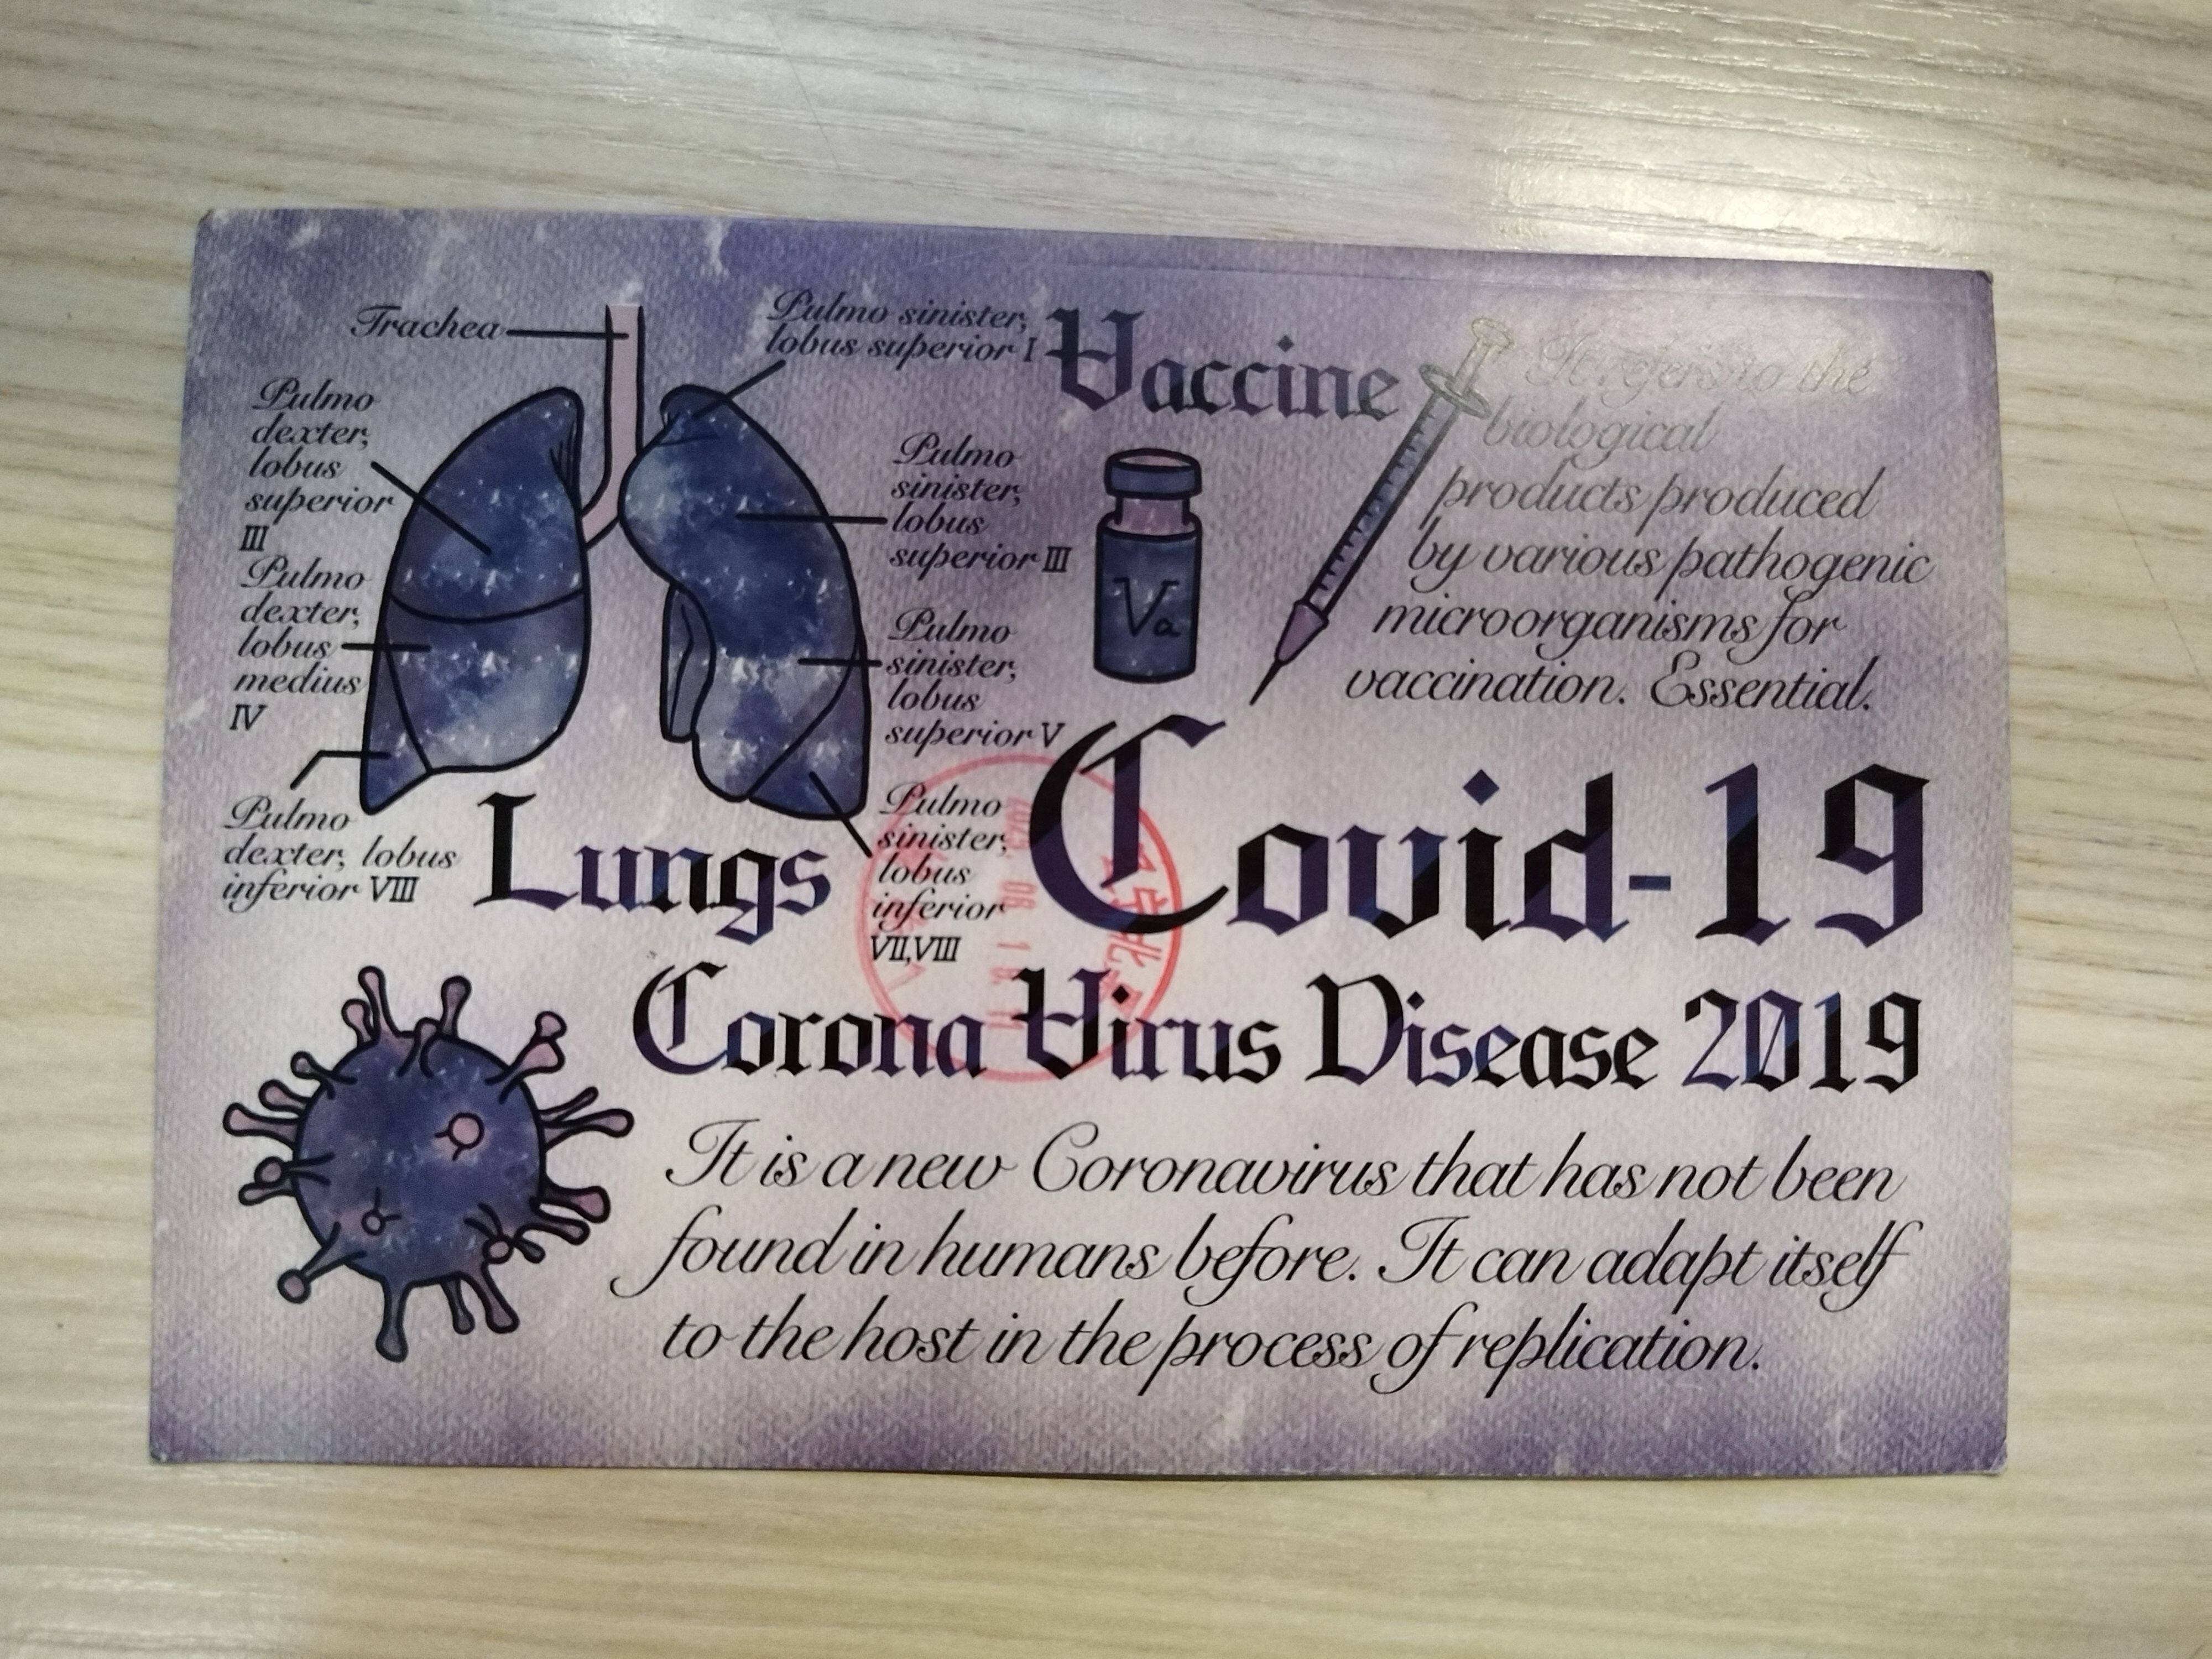 Trachea
Pulmo sinister,
lobus superior I
Pulmo
dexter,
lobus
superior
III
Pulmo
dexter,
lobus
medius
IV
Pulmo
dexter, lobus
inferior VIII
Pulmo
sinister,
lobus
superior III
Pulmo
sinister,
lobus
superior V
Pulmo
sinister,
lobus
inferior
VII,VIII
Lungs
Vaccine
Va
It refers to the
biological
products produced
by various pathogenic
microorganisms for
vaccination. Essential.
Covid-19
Corona Virus Disease 2019
It is a new Coronavirus that has not been
found in humans before. It can adapt itself
to the host in the process of replication.